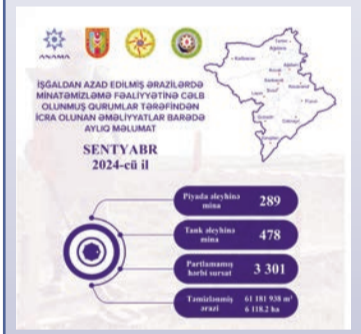 ANAMA
İŞĞALDAN AZAD EDİLMİŞ ƏRAZİLƏRDƏ
MİNATƏMİZLƏMƏ FƏALİYYƏTİNƏ CƏLB
OLUNMUŞ QURUMLAR TƏRƏFİNDƏN
İCRA OLUNAN ƏMƏLİYYATLAR BARƏDƏ
AYLIQ MƏLUMAT
SENTYABR
2024-cü il
Piyada əleyhinə
mina
289
Tank əleyhinə
mina
478
Partlamamış
hərbi sursat
3 301
Təmizlənmiş
ərazi
61 181 938 m²
6 118.2 ha